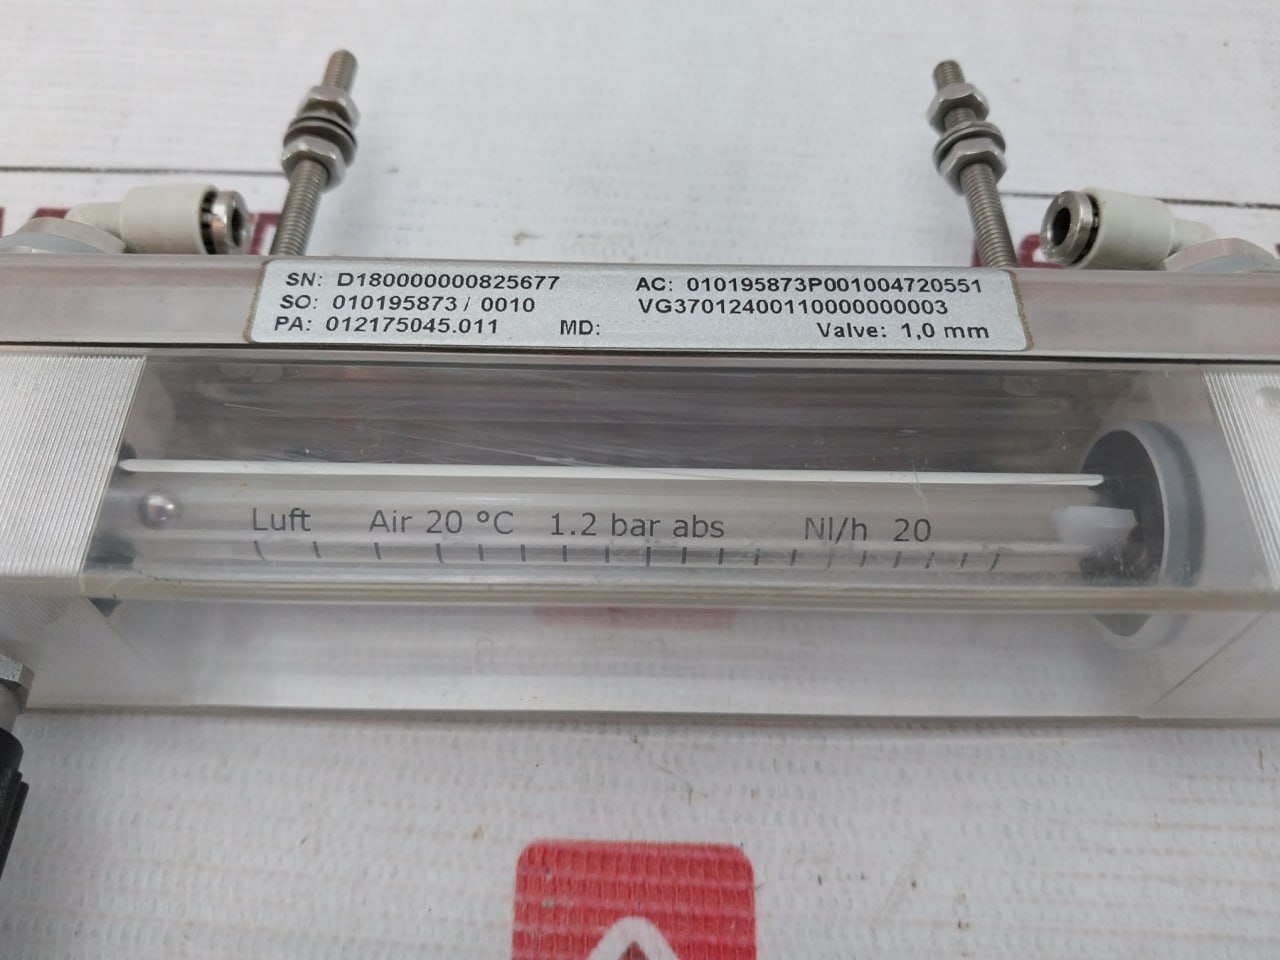 SN: D180000000825677 AC: 010195873P001004720551
SO: 010195873 / 0010 VG37012400110000000003
PA: 012175045.011 MD: Valve: 1,0 mm
Luft Air 20 °C 1.2 bar abs Nl/h 20